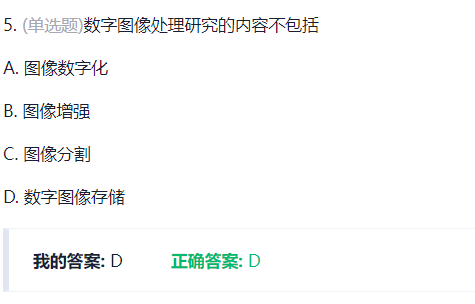 5. (单选题)数字图像处理研究的内容不包括
A. 图像数字化
B. 图像增强
C. 图像分割
D. 数字图像存储
我的答案: D 正确答案: D